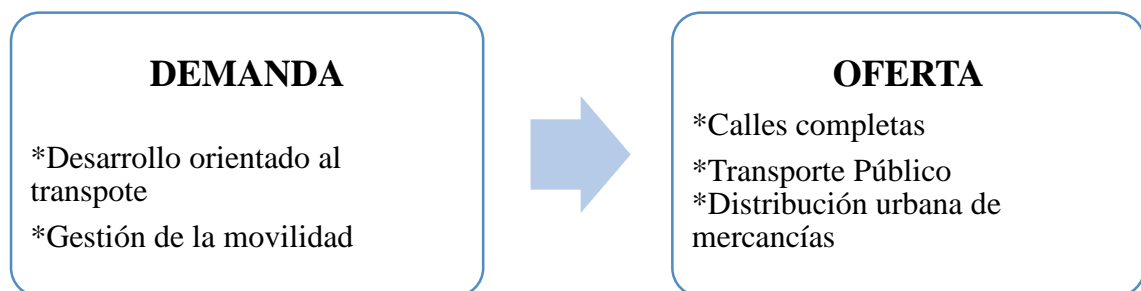 DEMANDA
*Desarrollo orientado al
transpote
*Gestión de la movilidad
OFERTA
*Calles completas
*Transporte Público
*Distribución urbana de
mercancías